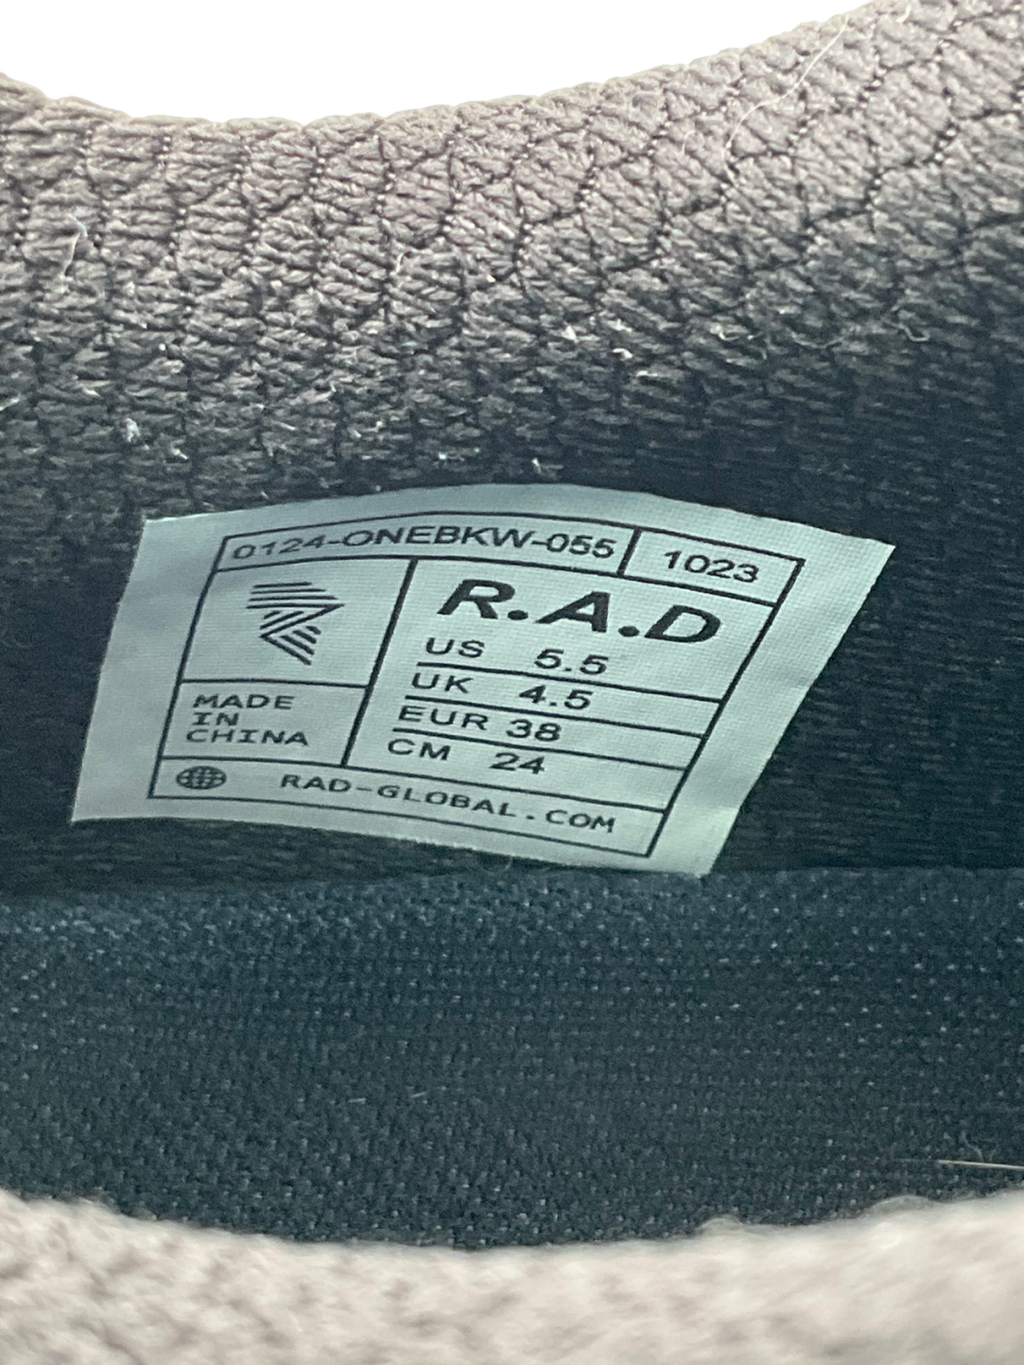 0124-ONEBKW-055 1023
R.A.D
US 5.5
UK 4.5
EUR 38
CM 24
MADE
IN
CHINA
RAD-GLOBAL.COM